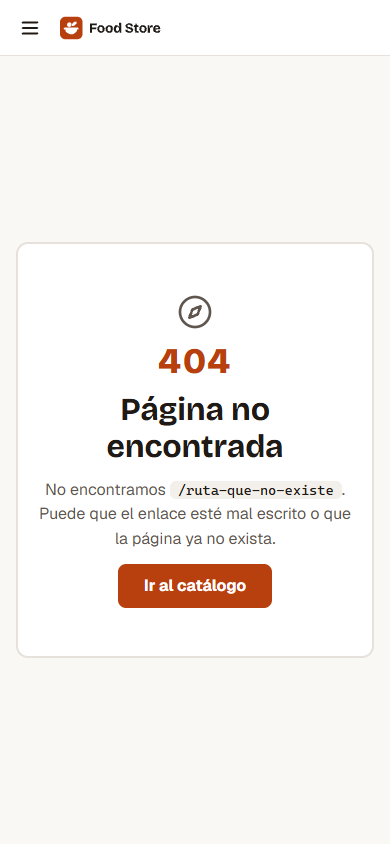 Food Store
404
Página no
encontrada
No encontramos /ruta-que-no-existe.
Puede que el enlace esté mal escrito o que
la página ya no exista.
Ir al catálogo